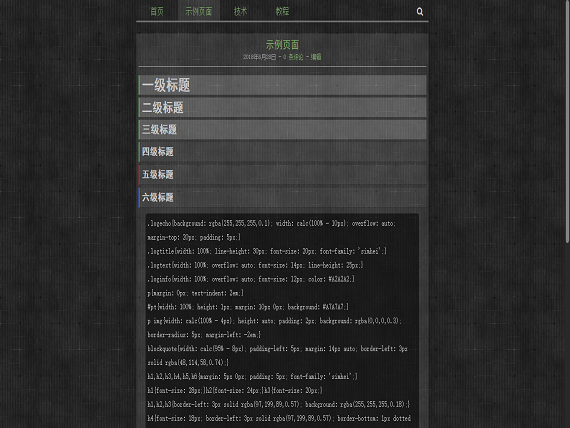 首页 示例页面 技术 教程
示例页面
2016年6月28日 - 0 条评论 - 编辑
一级标题
二级标题
三级标题
四级标题
五级标题
六级标题
.logecho{background: rgba(255,255,255,0.1); width: calc(100% - 10px); overflow: auto;
margin-top: 20px; padding: 5px;}
.logtitle{width: 100%; line-height: 30px; font-size: 20px; font-family: 'simhei';}
.logtext{width: 100%; overflow: auto; font-size: 14px; line-height: 25px;}
.loginfo{width: 100%; overflow: auto; font-size: 12px; color: #A2A2A2;}
p{margin: 0px; text-indent: 2em;}
#pt{width: 100%; height: 1px; margin: 10px 0px; background: #A7A7A7;}
p img{width: calc(100% - 4px); height: auto; padding: 2px; background: rgba(0,0,0,0.3);
border-radius: 5px; margin-left: -2em;}
blockquote{width: calc(95% - 8px); padding-left: 5px; margin: 14px auto; border-left: 3px
solid rgba(48,114,58,0.74);}
h1,h2,h3,h4,h5,h6{margin: 5px 0px; padding: 5px; font-family: 'simhei';}
h1{font-size: 28px;}h2{font-size: 24px;}h3{font-size: 20px;}
h1,h2,h3{border-left: 3px solid rgba(97,199,89,0.57); background: rgba(255,255,255,0.18);}
h4{font-size: 18px; border-left: 3px solid rgba(97,199,89,0.57); border-bottom: 1px dotted